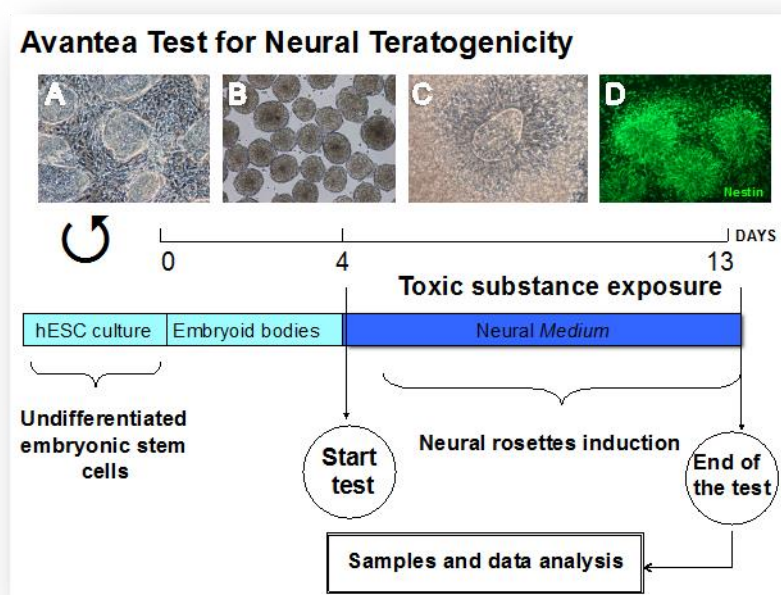 Avantea Test for Neural Teratogenicity
A
B
C
D
Nestin
DAYS
0
4
13
Toxic substance exposure
hESC culture
Embryoid bodies
Neural Medium
Undifferentiated
embryonic stem
cells
Neural rosettes induction
Start
test
End of
the test
Samples and data analysis